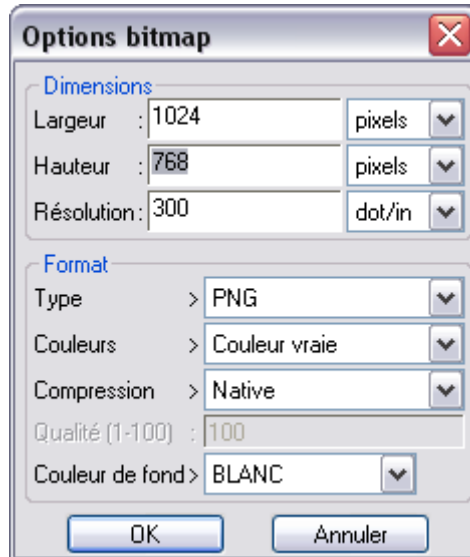 Options bitmap
Dimensions
Largeur : 1024 pixels
Hauteur : 768 pixels
Résolution : 300 dot/in
Format
Type > PNG
Couleurs > Couleur vraie
Compression > Native
Qualité (1-100) : 100
Couleur de fond > BLANC
OK Annuler